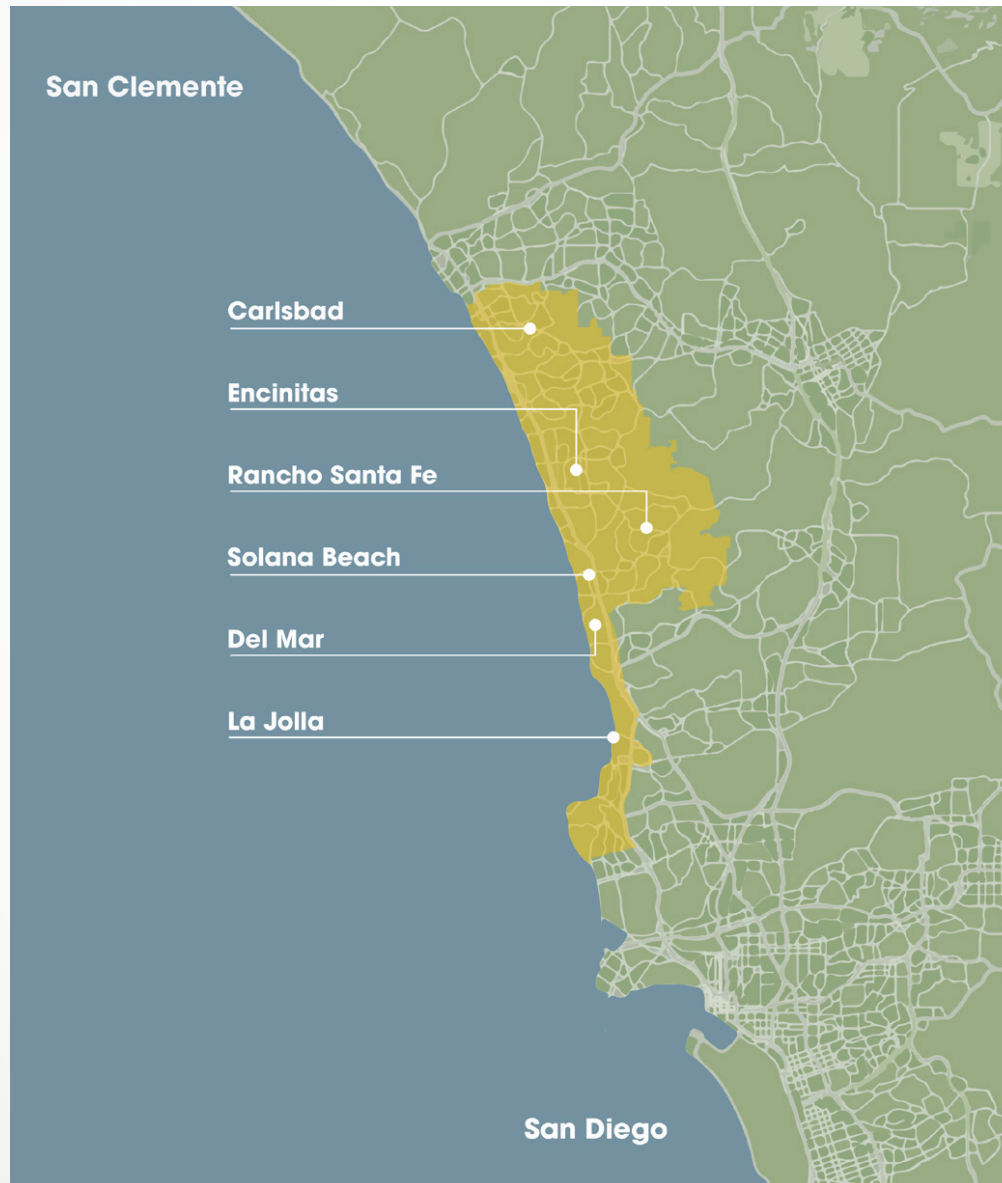 San Clemente
Carlsbad
Encinitas
Rancho Santa Fe
Solana Beach
Del Mar
La Jolla
San Diego